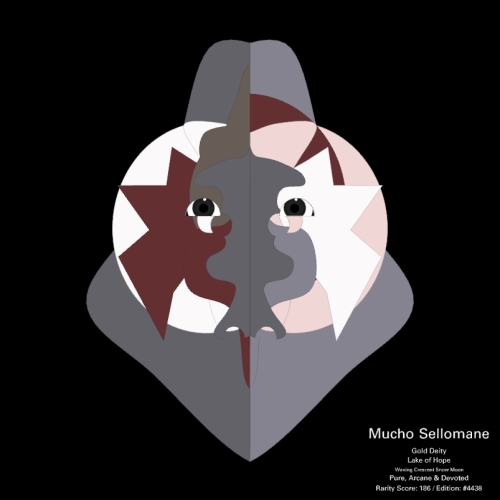 Mucho Sellomane
Gold Deity
Lake of Hope
Waxing Crescent Snow Moon
Pure, Arcane & Devoted
Rarity Score: 186 / Edition: #4438